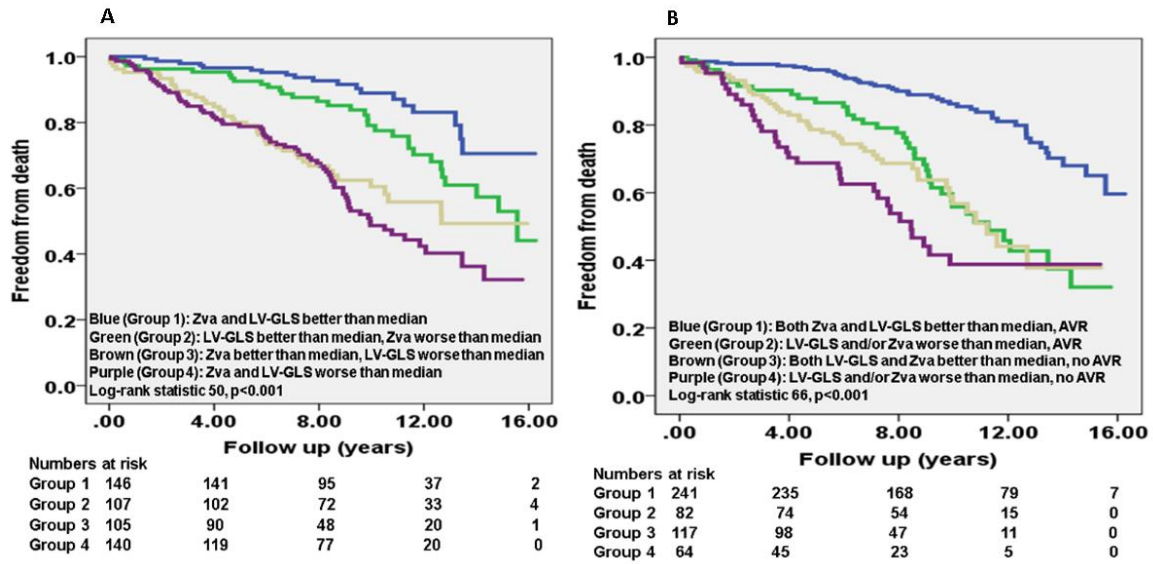 A
Freedom from death
1.0
0.8
0.6
0.4
0.2
0.0
Blue (Group 1): Zva and LV-GLS better than median
Green (Group 2): LV-GLS better than median, Zva worse than median
Brown (Group 3): Zva better than median, LV-GLS worse than median
Purple (Group 4): Zva and LV-GLS worse than median
Log-rank statistic 50, p<0.001
.00 4.00 8.00 12.00 16.00
Follow up (years)
Numbers at risk
Group 1 146 141 95 37 2
Group 2 107 102 72 33 4
Group 3 105 90 48 20 1
Group 4 140 119 77 20 0
B
Freedom from death
1.0
0.8
0.6
0.4
0.2
0.0
Blue (Group 1): Both Zva and LV-GLS better than median, AVR
Green (Group 2): LV-GLS and/or Zva worse than median, AVR
Brown (Group 3): Both LV-GLS and Zva better than median, no AVR
Purple (Group 4): LV-GLS and/or Zva worse than median, no AVR
Log-rank statistic 66, p<0.001
.00 4.00 8.00 12.00 16.00
Follow up (years)
Numbers at risk
Group 1 241 235 168 79 7
Group 2 82 74 54 15 0
Group 3 117 98 47 11 0
Group 4 64 45 23 5 0